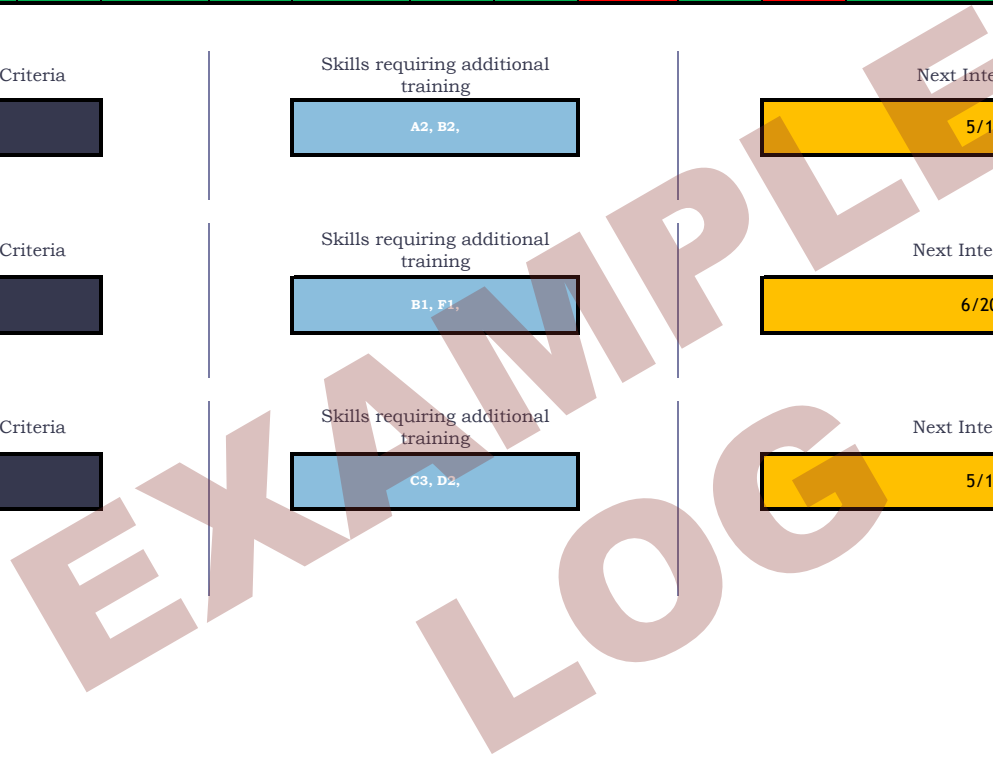 Criteria
Skills requiring additional
training
Next Inte
A2, B2,
5/1
Criteria
Skills requiring additional
training
Next Inte
B1, F1,
6/20
Criteria
Skills requiring additional
training
Next Inte
C3, D2,
5/1
EXAMPLE
LOG